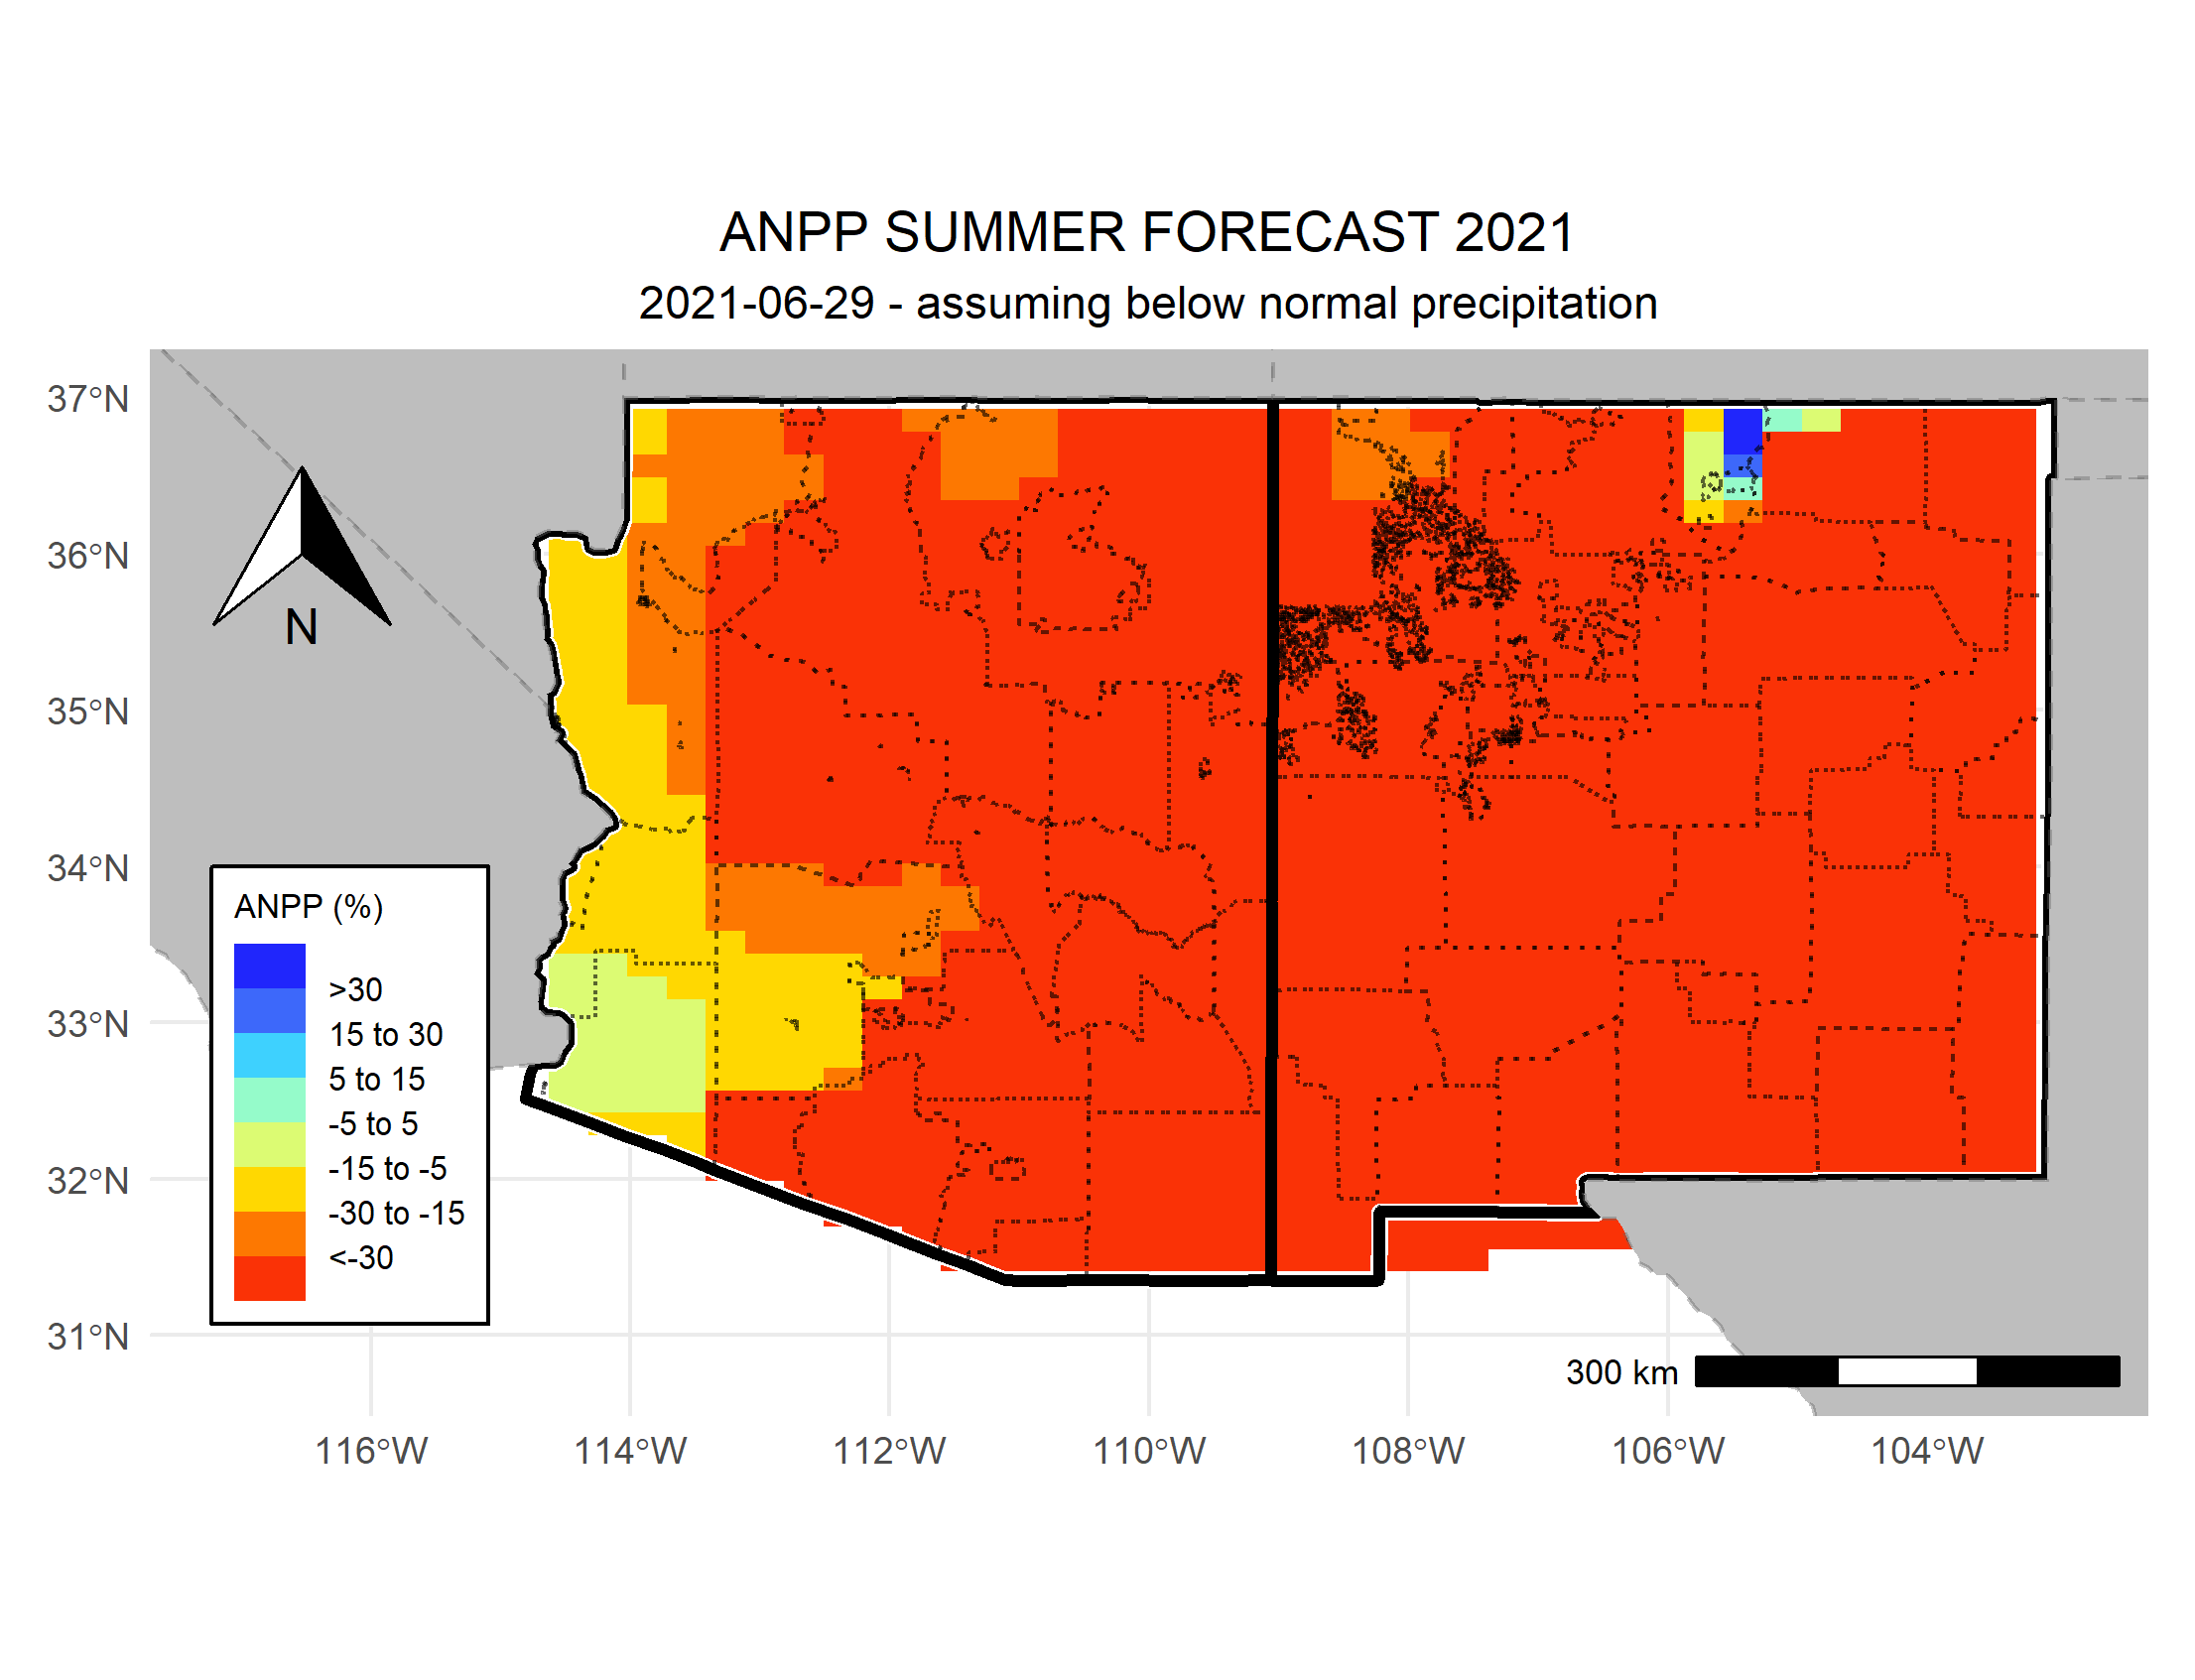 ANPP SUMMER FORECAST 2021
2021-06-29 - assuming below normal precipitation
37°N
36°N
35°N
34°N
33°N
32°N
31°N
N
ANPP (%)
>30
15 to 30
5 to 15
-5 to 5
-15 to -5
-30 to -15
<-30
300 km
116°W
114°W
112°W
110°W
108°W
106°W
104°W